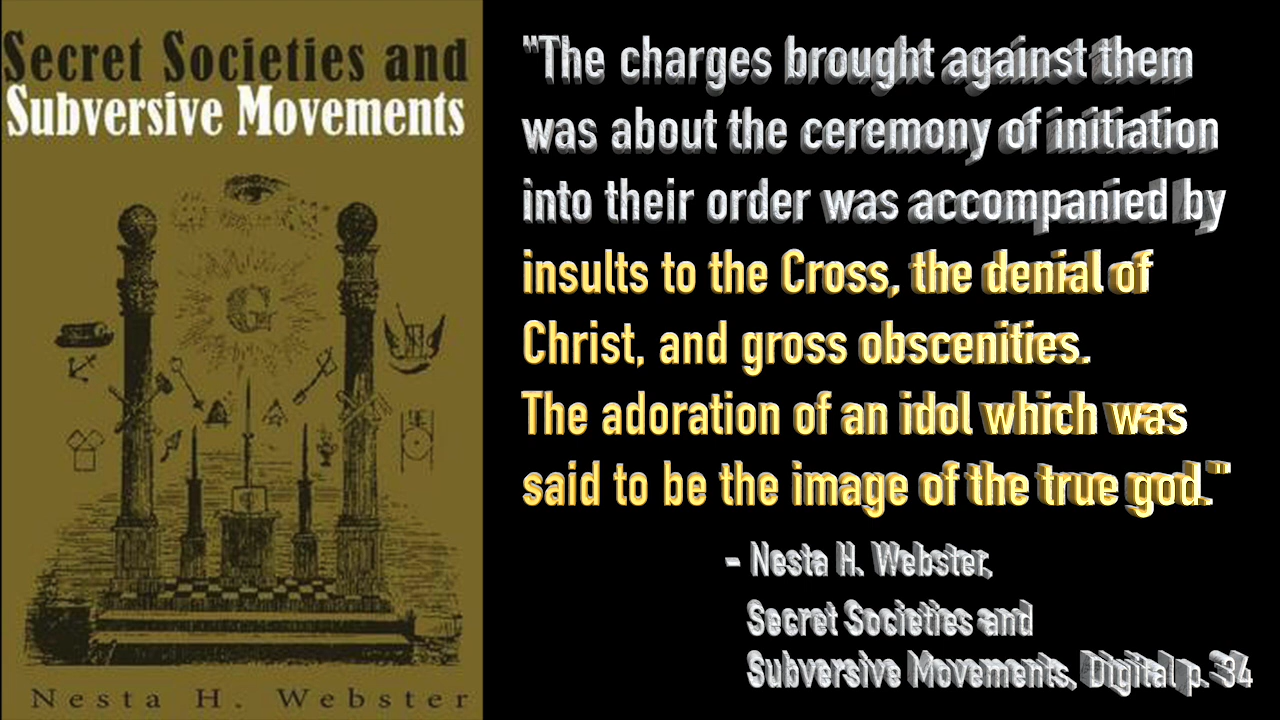 Secret Societies and
Subversive Movements
G
Nesta H. Webster
"The charges brought against them
was about the ceremony of initiation
into their order was accompanied by
insults to the Cross, the denial of
Christ, and gross obscenities.
The adoration of an idol which was
said to be the image of the true god."
- Nesta H. Webster,
Secret Societies and
Subversive Movements, Digital p. 34